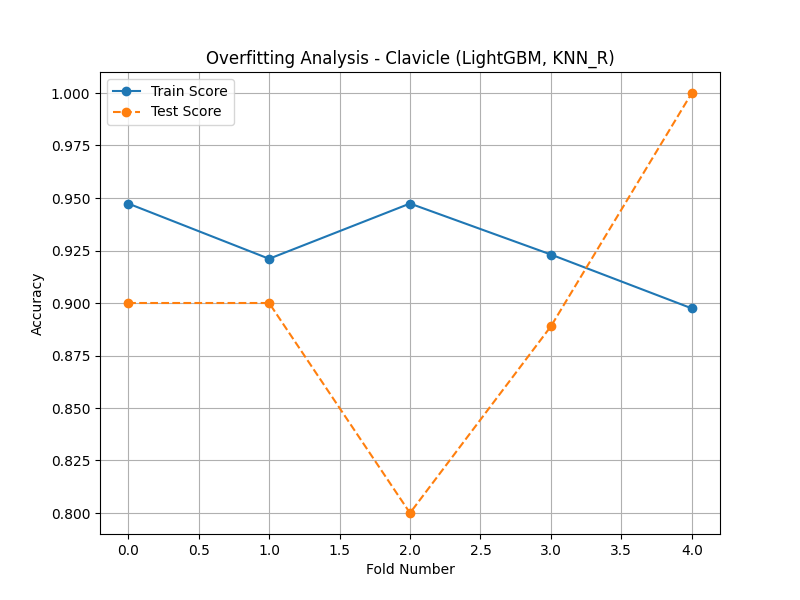 Overfitting Analysis - Clavicle (LightGBM, KNN_R)
Train Score
Test Score
1.000
0.975
0.950
0.925
0.900
0.875
0.850
0.825
0.800
Accuracy
0.0 0.5 1.0 1.5 2.0 2.5 3.0 3.5 4.0
Fold Number